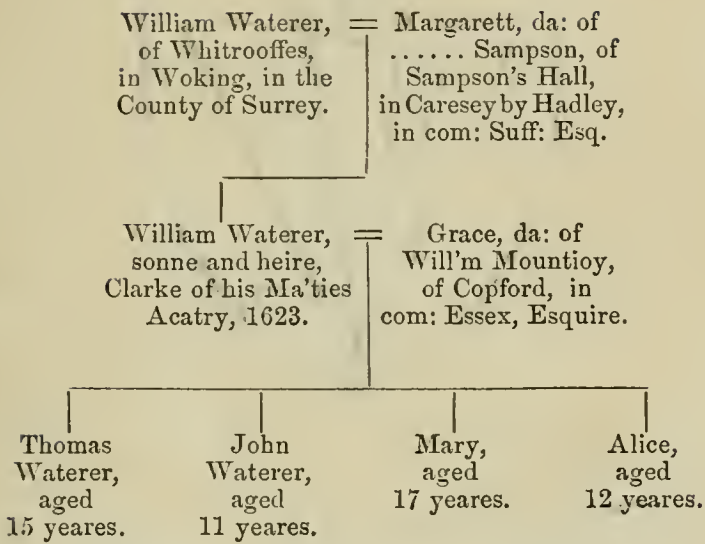 William Waterer,
of Whitrooffes,
in Woking, in the
County of Surrey.
=
Margarett, da: of
...... Sampson, of
Sampson's Hall,
in Caresey by Hadley,
in com: Suff: Esq.
William Waterer,
sonne and heire,
Clarke of his Ma'ties
Acatry, 1623.
=
Grace, da: of
Will'm Mountioy,
of Copford, in
com: Essex, Esquire.
Thomas
Waterer,
aged
15 yeares.
John
Waterer,
aged
11 yeares.
Mary,
aged
17 yeares.
Alice,
aged
12 yeares.